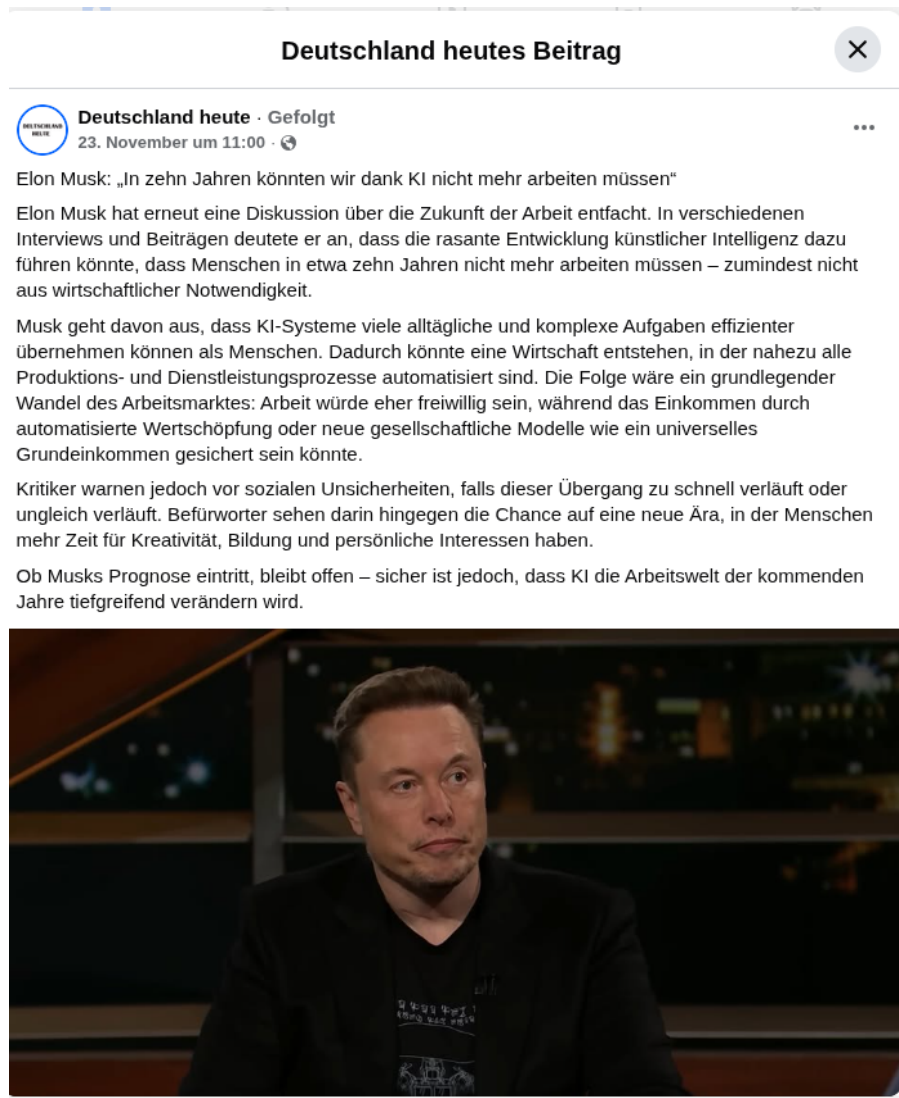 Deutschland heutes Beitrag
DEUTSCHLAND
HEUTE
Deutschland heute · Gefolgt
23. November um 11:00 ·
Elon Musk: „In zehn Jahren könnten wir dank KI nicht mehr arbeiten müssen“
Elon Musk hat erneut eine Diskussion über die Zukunft der Arbeit entfacht. In verschiedenen
Interviews und Beiträgen deutete er an, dass die rasante Entwicklung künstlicher Intelligenz dazu
führen könnte, dass Menschen in etwa zehn Jahren nicht mehr arbeiten müssen – zumindest nicht
aus wirtschaftlicher Notwendigkeit.
Musk geht davon aus, dass KI-Systeme viele alltägliche und komplexe Aufgaben effizienter
übernehmen können als Menschen. Dadurch könnte eine Wirtschaft entstehen, in der nahezu alle
Produktions- und Dienstleistungsprozesse automatisiert sind. Die Folge wäre ein grundlegender
Wandel des Arbeitsmarktes: Arbeit würde eher freiwillig sein, während das Einkommen durch
automatisierte Wertschöpfung oder neue gesellschaftliche Modelle wie ein universelles
Grundeinkommen gesichert sein könnte.
Kritiker warnen jedoch vor sozialen Unsicherheiten, falls dieser Übergang zu schnell verläuft oder
ungleich verläuft. Befürworter sehen darin hingegen die Chance auf eine neue Ära, in der Menschen
mehr Zeit für Kreativität, Bildung und persönliche Interessen haben.
Ob Musks Prognose eintritt, bleibt offen – sicher ist jedoch, dass KI die Arbeitswelt der kommenden
Jahre tiefgreifend verändern wird.